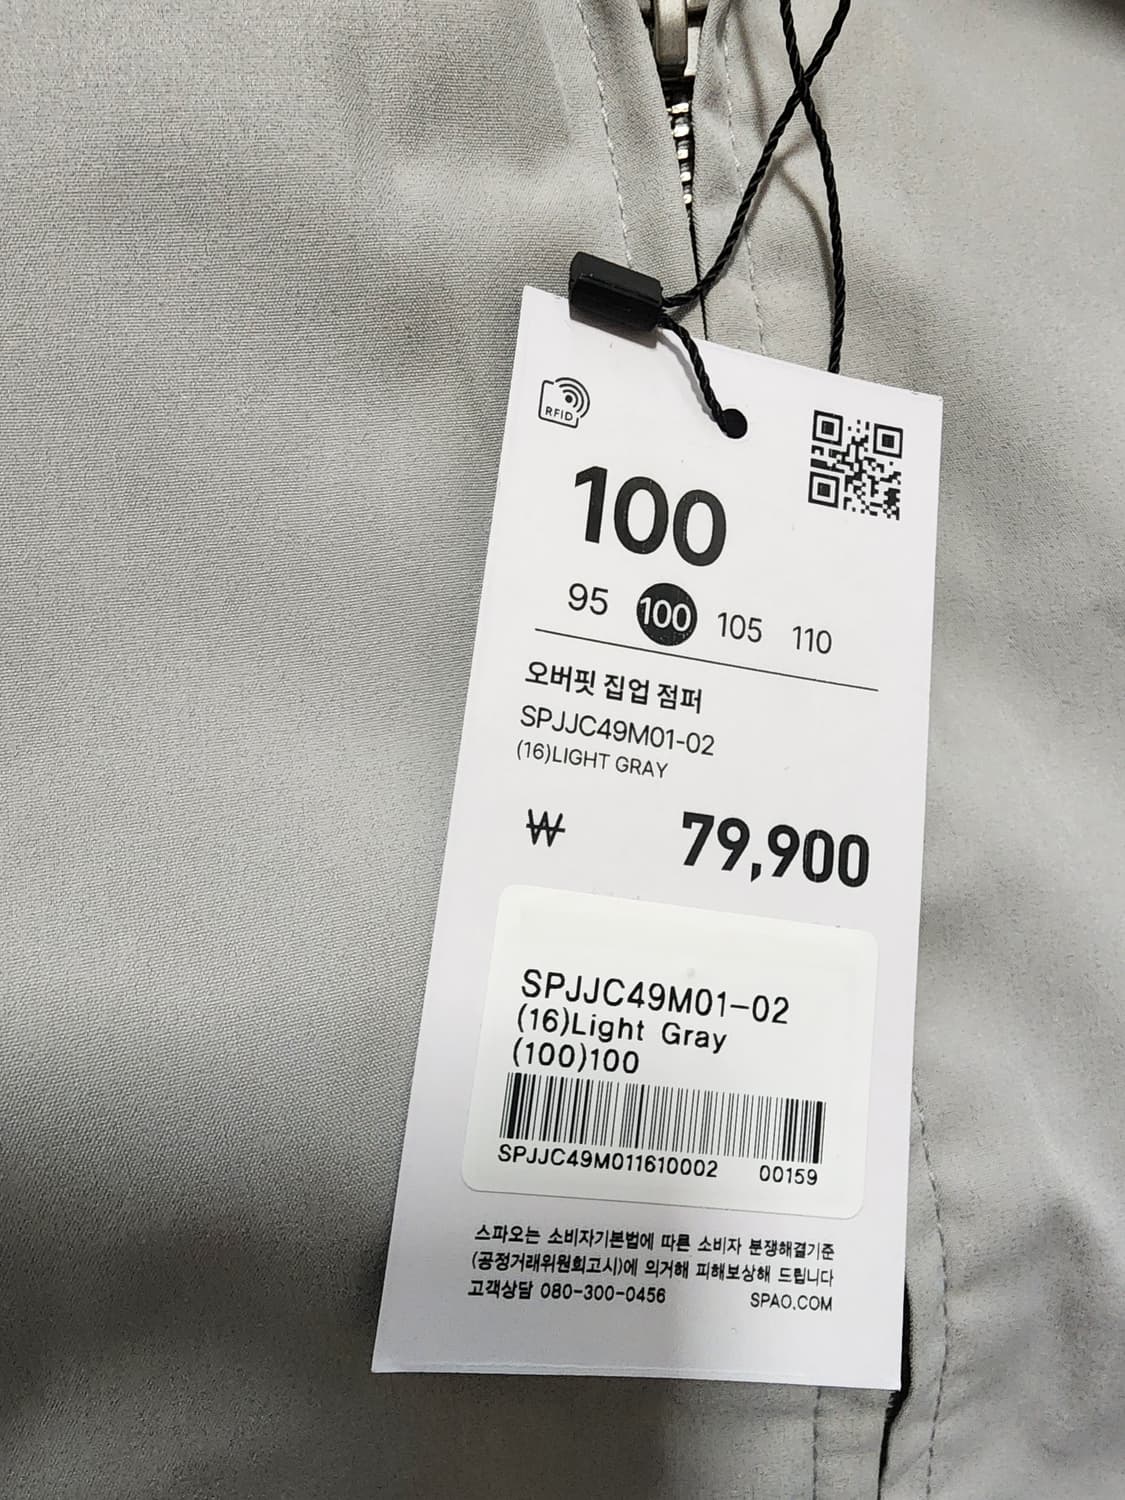 RFID
100
95 100 105 110
오버핏 집업 점퍼
SPJJC49M01-02
(16)LIGHT GRAY
₩ 79,900
SPJJC49M01-02
(16)Light Gray
(100)100
SPJJC49M011610002 00159
스파오는 소비자기본법에 따른 소비자 분쟁해결기준
(공정거래위원회고시)에 의거해 피해보상해 드립니다
고객상담 080-300-0456 SPAO.COM